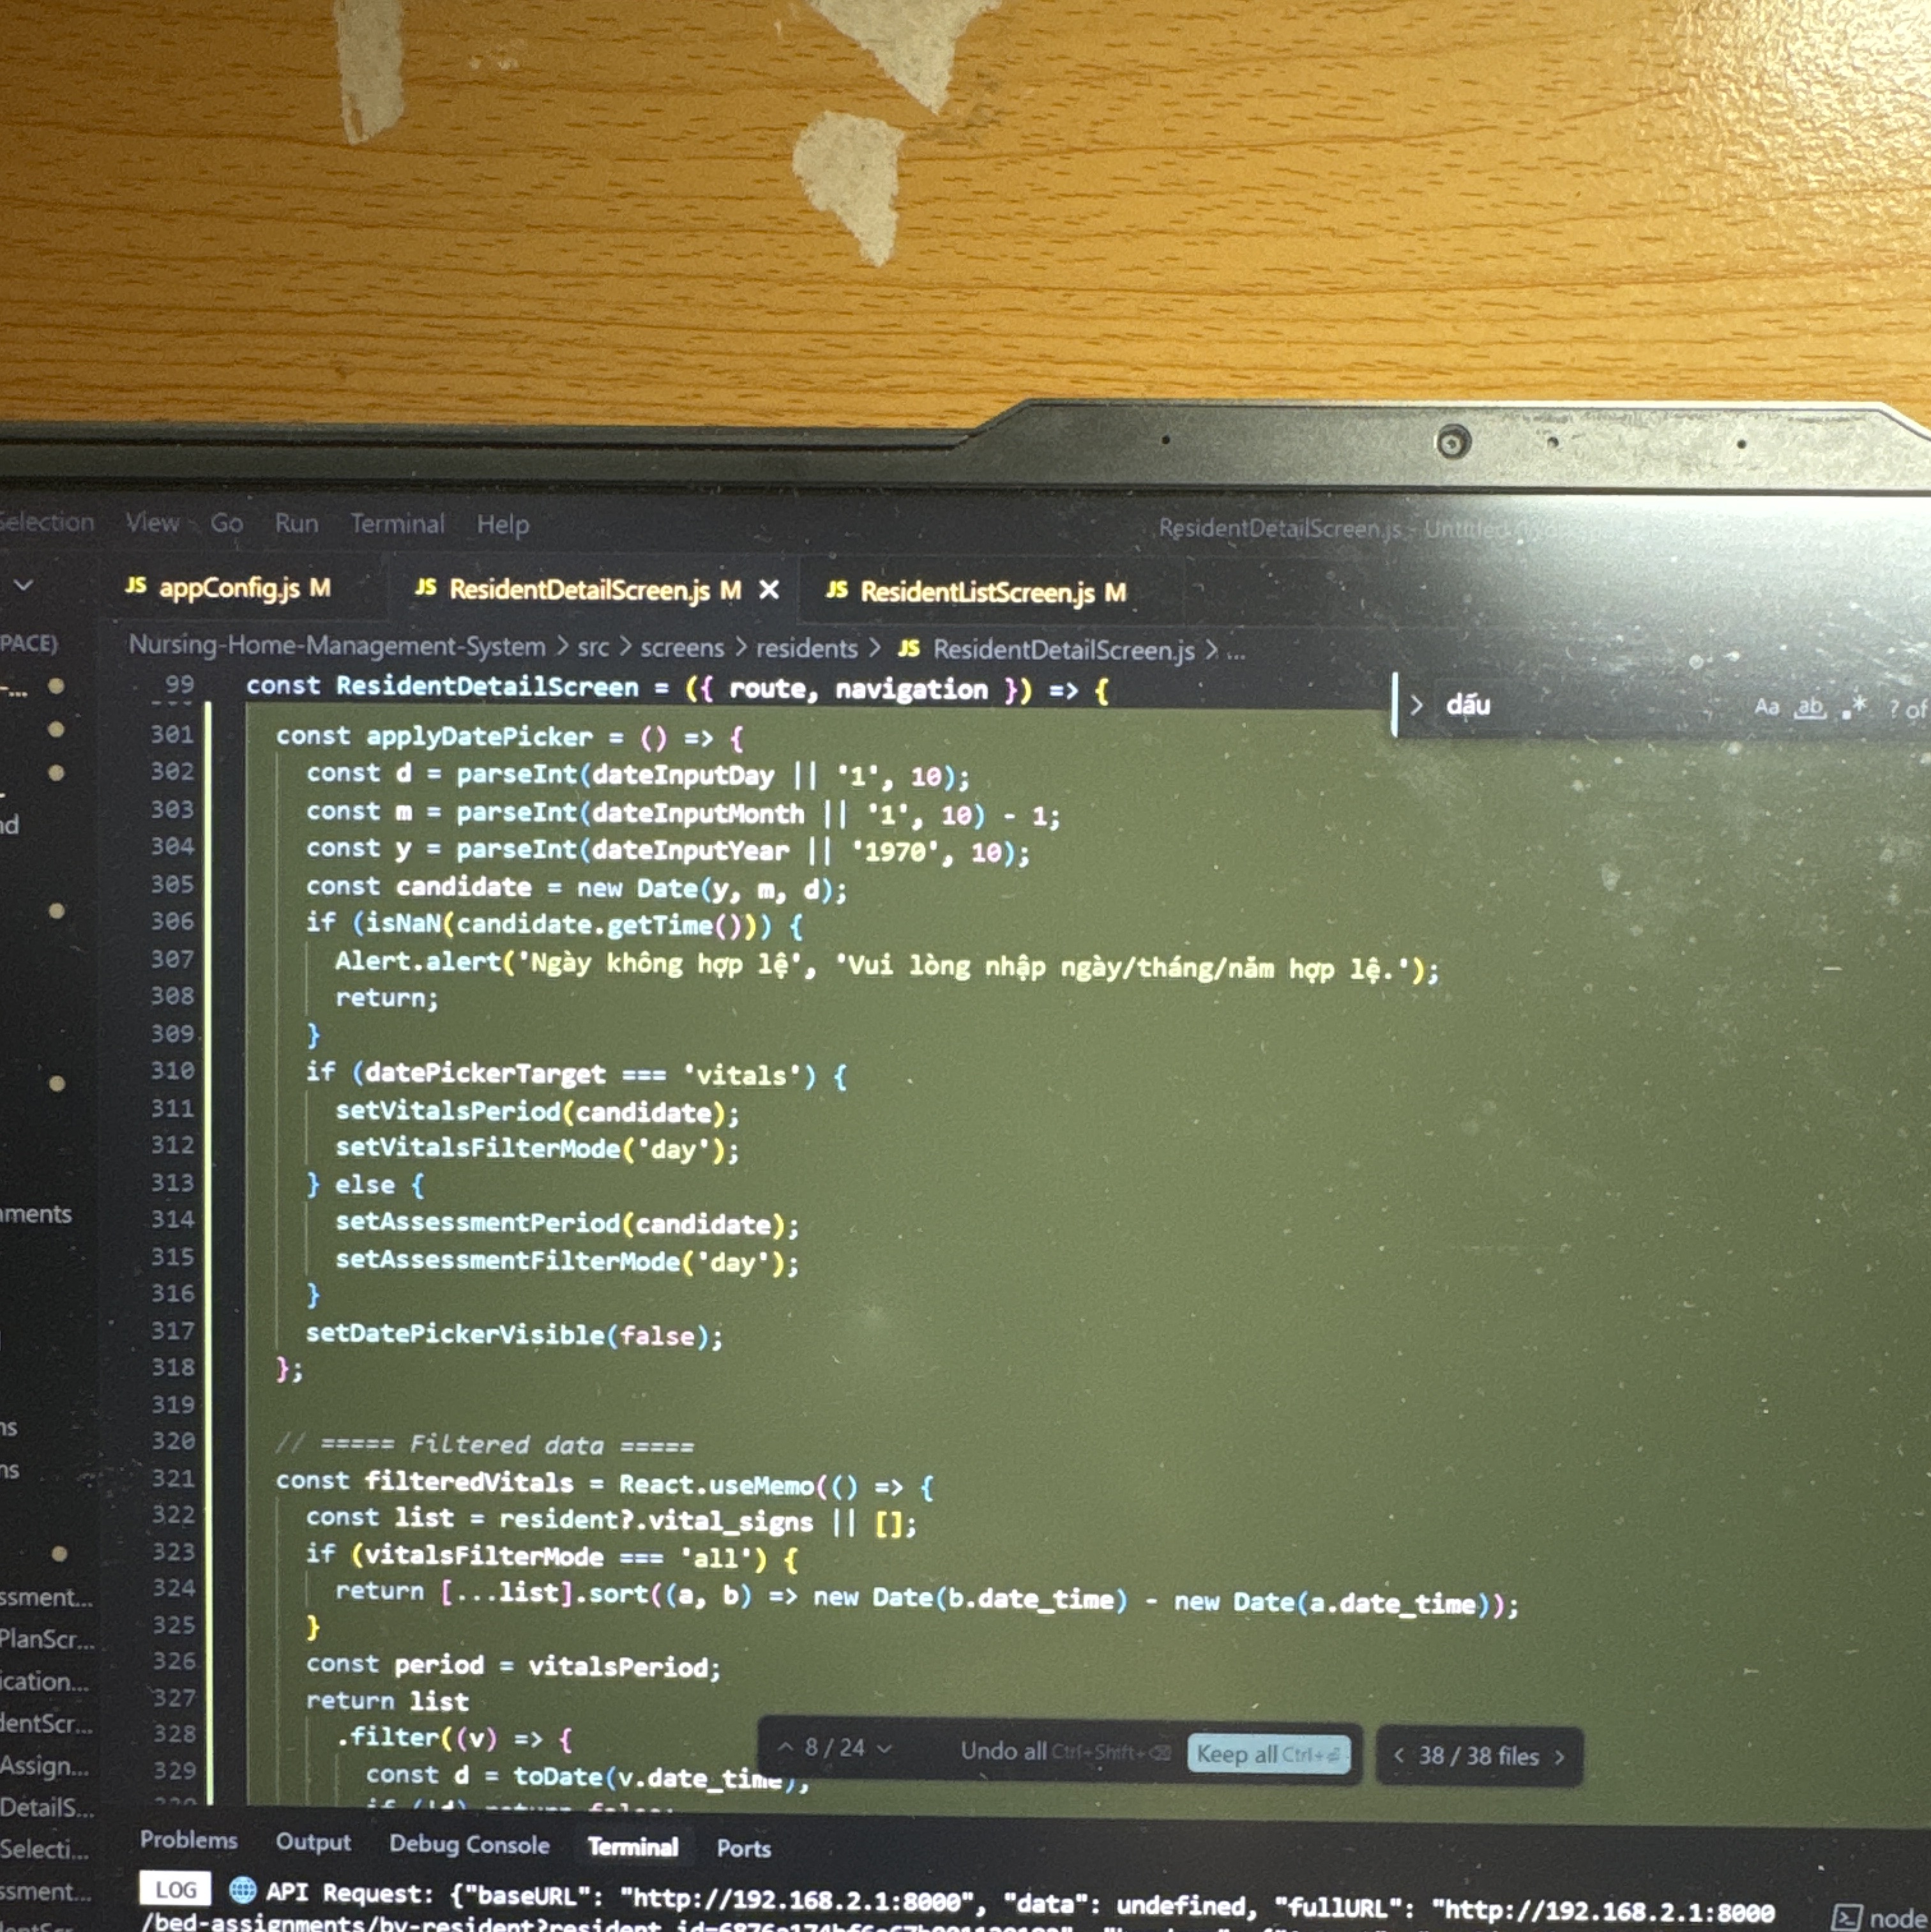 Selection View Go Run Terminal Help ResidentDetailScreen.js - Untitled
JS appConfig.js M JS ResidentDetailScreen.js M X JS ResidentListScreen.js M
PACE) Nursing-Home-Management-System > src > screens > residents > JS ResidentDetailScreen.js > ...
> dấu Aa ab .* ? of
99 const ResidentDetailScreen = ({ route, navigation }) => {
301 const applyDatePicker = () => {
302 const d = parseInt(dateInputDay || '1', 10);
303 const m = parseInt(dateInputMonth || '1', 10) - 1;
304 const y = parseInt(dateInputYear || '1970', 10);
305 const candidate = new Date(y, m, d);
306 if (isNaN(candidate.getTime())) {
307 Alert.alert('Ngày không hợp lệ', 'Vui lòng nhập ngày/tháng/năm hợp lệ.');
308 return;
309 }
310 if (datePickerTarget === 'vitals') {
311 setVitalsPeriod(candidate);
312 setVitalsFilterMode('day');
313 } else {
314 setAssessmentPeriod(candidate);
315 setAssessmentFilterMode('day');
316 }
317 setDatePickerVisible(false);
318 };
319
320 // ===== Filtered data =====
321 const filteredVitals = React.useMemo(() => {
322 const list = resident?.vital_signs || [];
323 if (vitalsFilterMode === 'all') {
324 return [...list].sort((a, b) => new Date(b.date_time) - new Date(a.date_time));
325 }
326 const period = vitalsPeriod;
327 return list
328 .filter((v) => {
329 const d = toDate(v.date_time);
nd
nments
ns
ns
ssment...
PlanScr...
ication...
dentScr...
Assign...
DetailS...
Selecti...
ssment...
8 / 24 Undo all Ctrl+Shift+⌫ Keep all Ctrl+⏎ < 38 / 38 files >
Problems Output Debug Console Terminal Ports
LOG 🌐 API Request: {"baseURL": "http://192.168.2.1:8000", "data": undefined, "fullURL": "http://192.168.2.1:8000
/bed-assignments/by-resident?resident
node